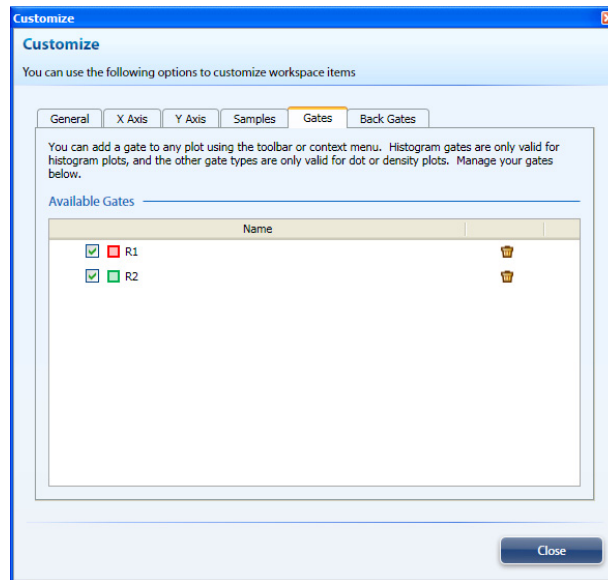 Customize
Customize
You can use the following options to customize workspace items
General X Axis Y Axis Samples Gates Back Gates
You can add a gate to any plot using the toolbar or context menu. Histogram gates are only valid for
histogram plots, and the other gate types are only valid for dot or density plots. Manage your gates
below.
Available Gates
Name
R1
R2
Close